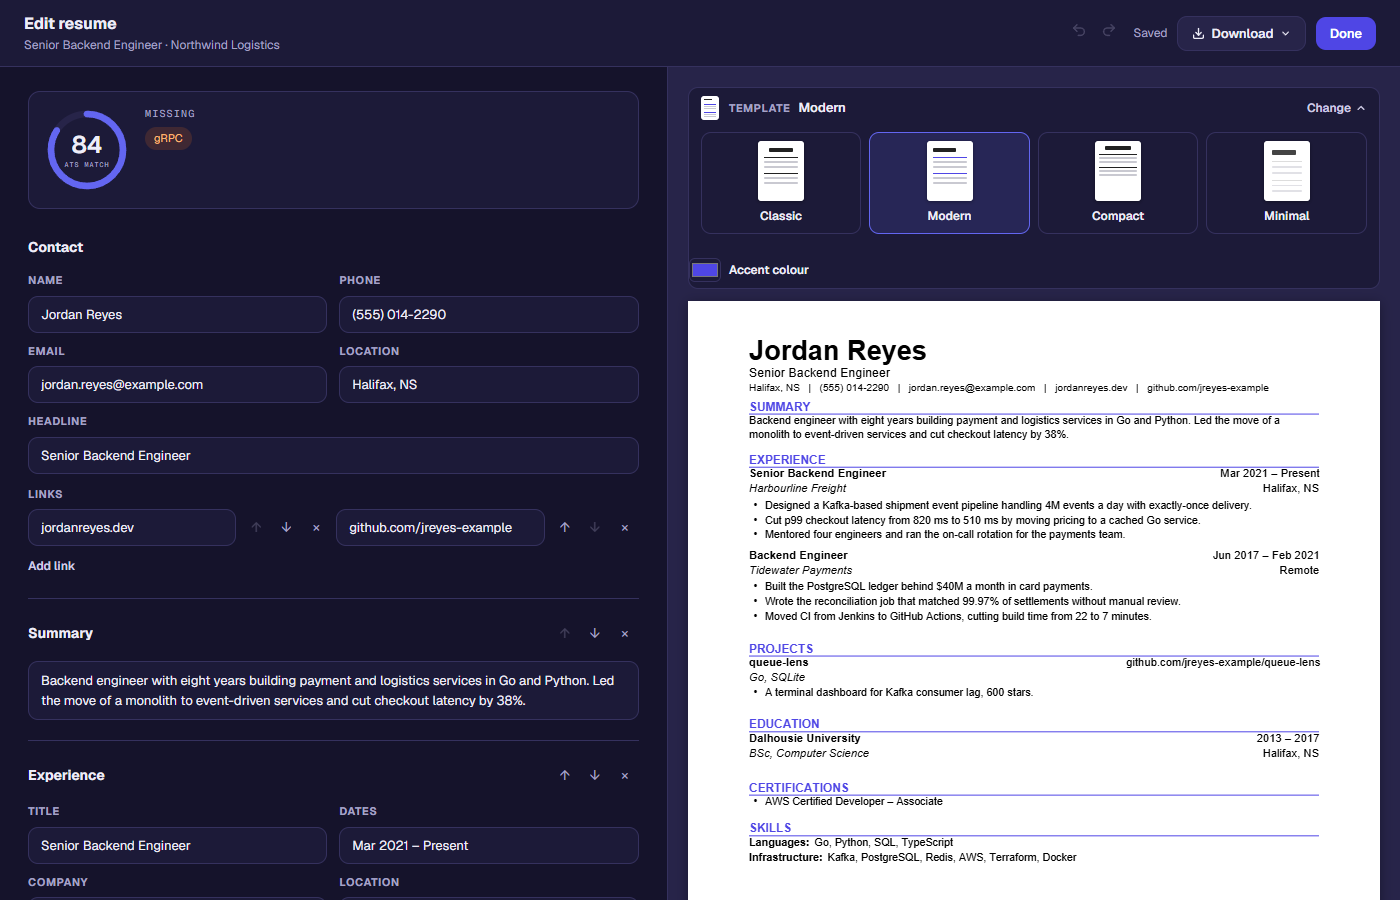 Edit resume
Senior Backend Engineer · Northwind Logistics
Saved
Download
Done
84
ATS MATCH
MISSING
gRPC
Contact
NAME
PHONE
Jordan Reyes
(555) 014-2290
EMAIL
LOCATION
jordan.reyes@example.com
Halifax, NS
HEADLINE
Senior Backend Engineer
LINKS
jordanreyes.dev
github.com/jreyes-example
Add link
Summary
Backend engineer with eight years building payment and logistics services in Go and Python. Led
the move of a monolith to event-driven services and cut checkout latency by 38%.
Experience
TITLE
DATES
Senior Backend Engineer
Mar 2021 – Present
COMPANY
LOCATION
TEMPLATE Modern
Change
Classic
Modern
Compact
Minimal
Accent colour
Jordan Reyes
Senior Backend Engineer
Halifax, NS | (555) 014-2290 | jordan.reyes@example.com | jordanreyes.dev | github.com/jreyes-example
SUMMARY
Backend engineer with eight years building payment and logistics services in Go and Python. Led the move of a
monolith to event-driven services and cut checkout latency by 38%.
EXPERIENCE
Senior Backend Engineer Mar 2021 – Present
Harbourline Freight Halifax, NS
• Designed a Kafka-based shipment event pipeline handling 4M events a day with exactly-once delivery.
• Cut p99 checkout latency from 820 ms to 510 ms by moving pricing to a cached Go service.
• Mentored four engineers and ran the on-call rotation for the payments team.
Backend Engineer Jun 2017 – Feb 2021
Tidewater Payments Remote
• Built the PostgreSQL ledger behind $40M a month in card payments.
• Wrote the reconciliation job that matched 99.97% of settlements without manual review.
• Moved CI from Jenkins to GitHub Actions, cutting build time from 22 to 7 minutes.
PROJECTS
queue-lens github.com/jreyes-example/queue-lens
Go, SQLite
• A terminal dashboard for Kafka consumer lag, 600 stars.
EDUCATION
Dalhousie University 2013 – 2017
BSc, Computer Science Halifax, NS
CERTIFICATIONS
• AWS Certified Developer – Associate
SKILLS
Languages: Go, Python, SQL, TypeScript
Infrastructure: Kafka, PostgreSQL, Redis, AWS, Terraform, Docker